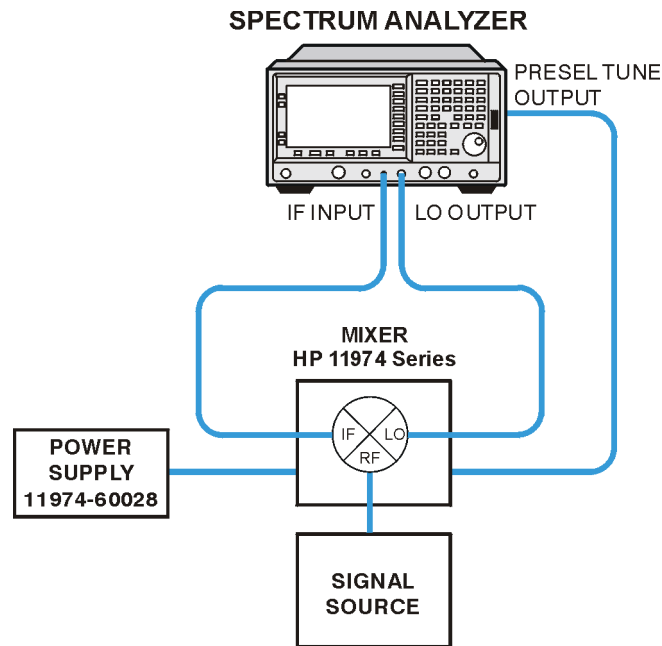 SPECTRUM ANALYZER
PRESEL TUNE
OUTPUT
IF INPUT
LO OUTPUT
MIXER
HP 11974 Series
IF
LO
RF
POWER
SUPPLY
11974-60028
SIGNAL
SOURCE